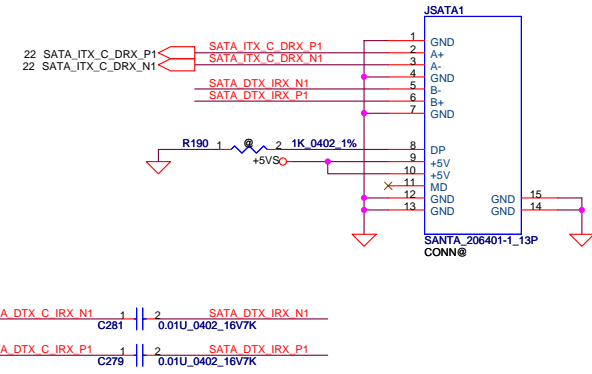 JSATA1
1 GND
22 SATA_ITX_C_DRX_P1 SATA_ITX_C_DRX_P1 2 A+
22 SATA_ITX_C_DRX_N1 SATA_ITX_C_DRX_N1 3 A-
4 GND
SATA_DTX_IRX_N1 5 B-
SATA_DTX_IRX_P1 6 B+
7 GND
R190 1 @ 2 1K_0402_1% 8 DP
+5VS 9 +5V
10 +5V
11 MD
12 GND GND 15
13 GND GND 14
SANTA_206401-1_13P
CONN@
A_DTX_C_IRX_N1 1 2 SATA_DTX_IRX_N1
C281 0.01U_0402_16V7K
A_DTX_C_IRX_P1 1 2 SATA_DTX_IRX_P1
C279 0.01U_0402_16V7K